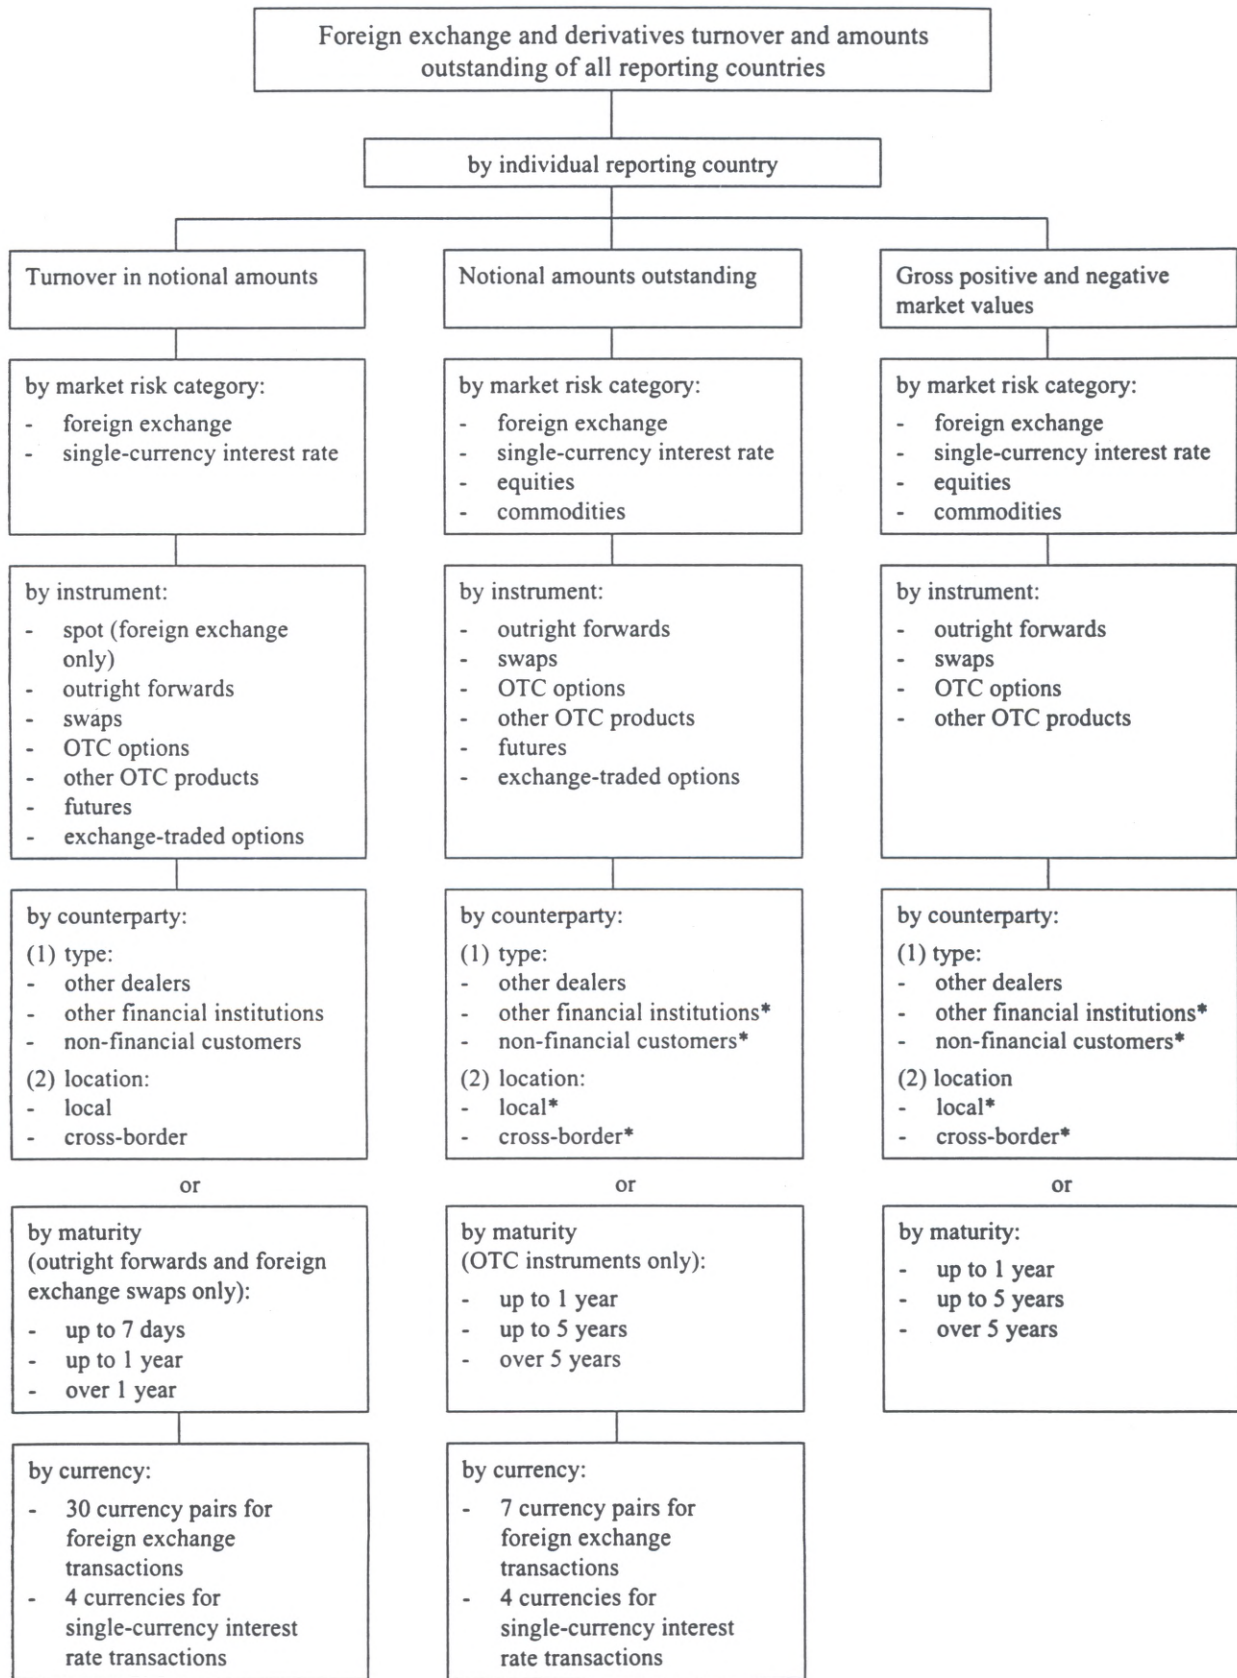 Foreign exchange and derivatives turnover and amounts
outstanding of all reporting countries
by individual reporting country
Turnover in notional amounts
by market risk category:
- foreign exchange
- single-currency interest rate
by instrument:
- spot (foreign exchange
only)
- outright forwards
- swaps
- OTC options
- other OTC products
- futures
- exchange-traded options
by counterparty:
(1) type:
- other dealers
- other financial institutions
- non-financial customers
(2) location:
- local
- cross-border
or
by maturity
(outright forwards and foreign
exchange swaps only):
- up to 7 days
- up to 1 year
- over 1 year
by currency:
- 30 currency pairs for
foreign exchange
transactions
- 4 currencies for
single-currency interest
rate transactions
Notional amounts outstanding
by market risk category:
- foreign exchange
- single-currency interest rate
- equities
- commodities
by instrument:
- outright forwards
- swaps
- OTC options
- other OTC products
- futures
- exchange-traded options
by counterparty:
(1) type:
- other dealers
- other financial institutions*
- non-financial customers*
(2) location:
- local*
- cross-border*
or
by maturity
(OTC instruments only):
- up to 1 year
- up to 5 years
- over 5 years
by currency:
- 7 currency pairs for
foreign exchange
transactions
- 4 currencies for
single-currency interest
rate transactions
Gross positive and negative
market values
by market risk category:
- foreign exchange
- single-currency interest rate
- equities
- commodities
by instrument:
- outright forwards
- swaps
- OTC options
- other OTC products
by counterparty:
(1) type:
- other dealers
- other financial institutions*
- non-financial customers*
(2) location
- local*
- cross-border*
or
by maturity:
- up to 1 year
- up to 5 years
- over 5 years